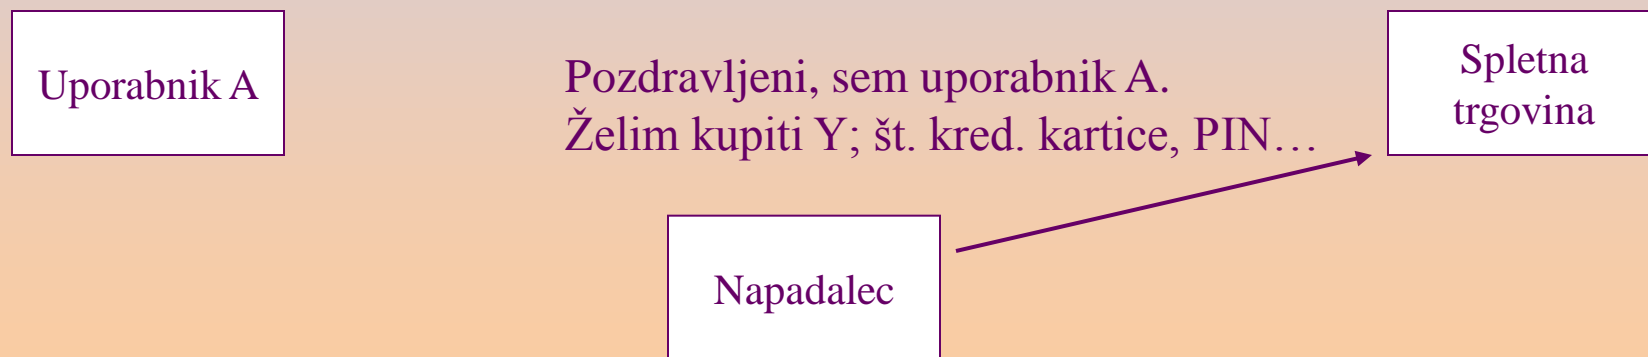 Uporabnik A
Pozdravljeni, sem uporabnik A.
Želim kupiti Y; št. kred. kartice, PIN…
Spletna
trgovina
Napadalec